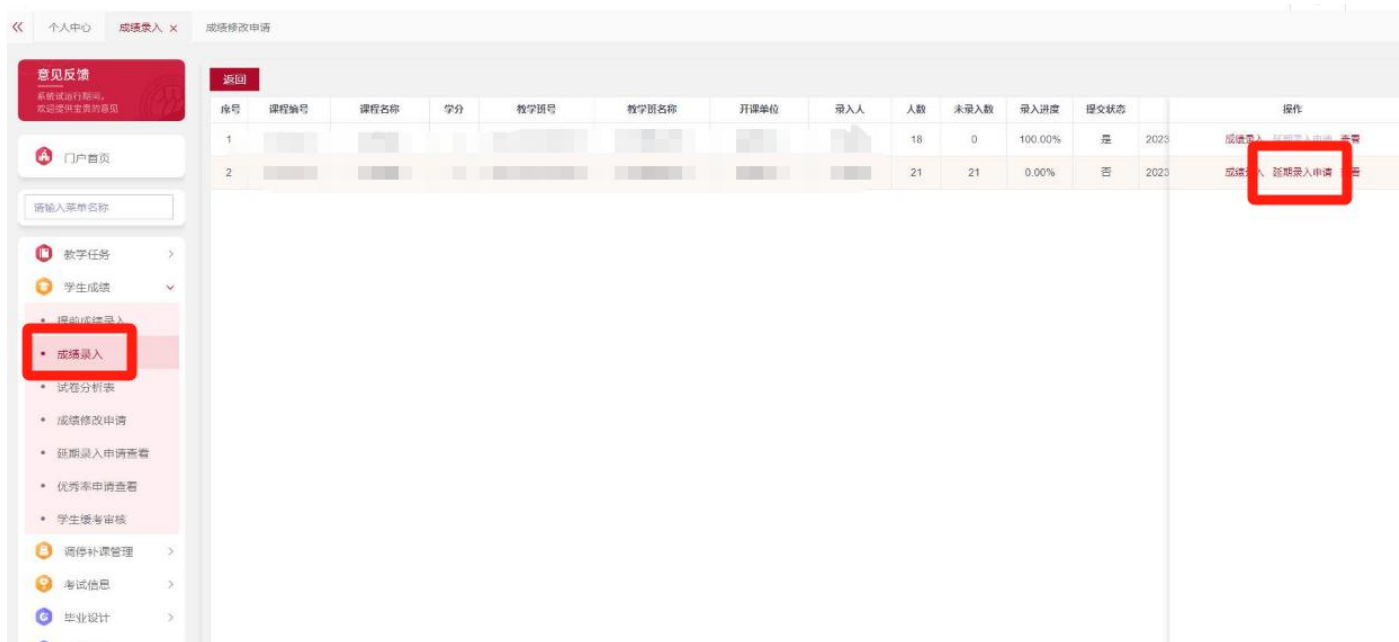 个人中心 成绩录入 × 成绩修改申请
意见反馈
系统试运行期间,
欢迎提供宝贵的意见
返回
序号 课程编号 课程名称 学分 教学班号 教学班名称 开课单位 录入人 人数 未录入数 录入进度 提交状态 操作
1 18 0 100.00% 是 2023 成绩录入 延期录入申请 查看
2 21 21 0.00% 否 2023 成绩录入 延期录入申请
门户首页
请输入菜单名称
教学任务
学生成绩
提前成绩录入
成绩录入
试卷分析表
成绩修改申请
延期录入申请查看
优秀率申请查看
学生缓考审核
调停补课管理
考试信息
毕业设计